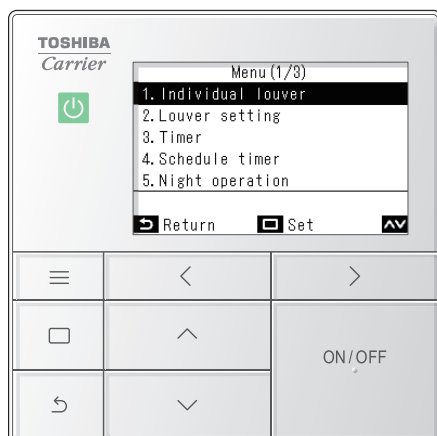 TOSHIBA
Carrier
Menu(1/3)
1.Individual louver
2.Louver setting
3.Timer
4.Schedule timer
5.Night operation
Return Set
ON/OFF